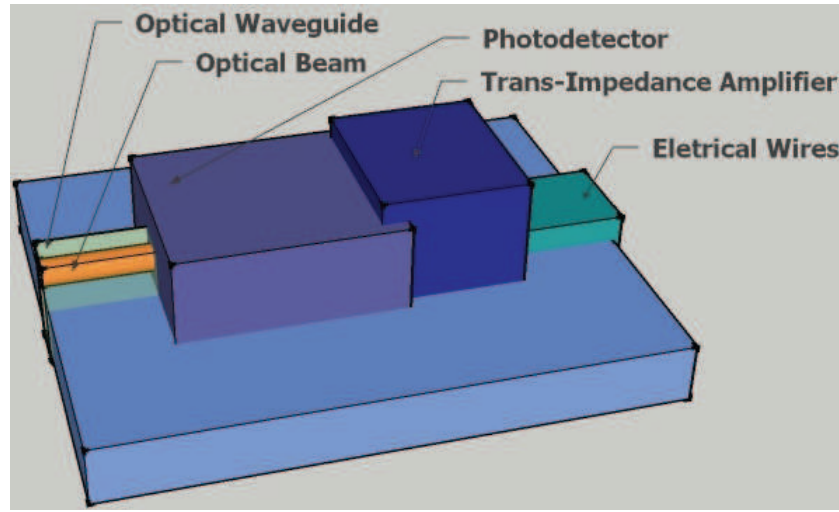 Optical Waveguide
Optical Beam
Photodetector
Trans-Impedance Amplifier
Eletrical Wires